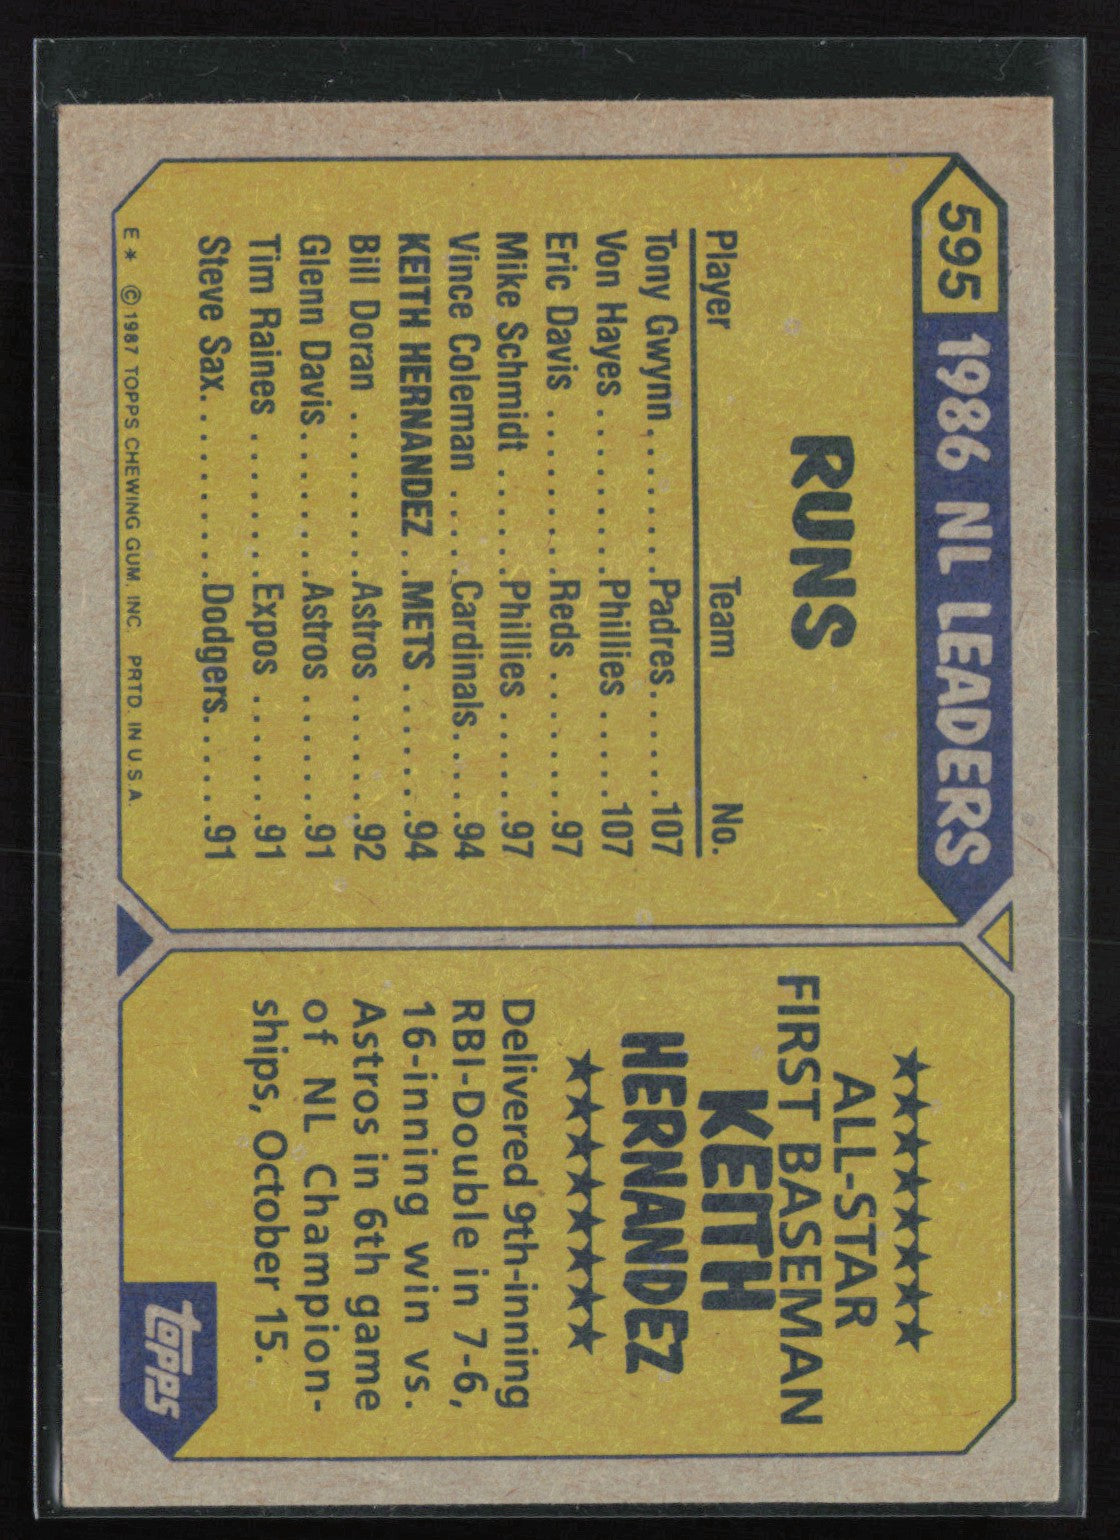 595 1986 NL LEADERS
RUNS
Player Team No.
Tony Gwynn.......Padres......107
Von Hayes........Phillies.....107
Eric Davis ........Reds.......97
Mike Schmidt ......Phillies.....97
Vince Coleman ....Cardinals....94
KEITH HERNANDEZ ..METS......94
Bill Doran ........Astros......92
Glenn Davis.......Astros......91
Tim Raines .......Expos......91
Steve Sax.........Dodgers.....91
E* © 1987 TOPPS CHEWING GUM, INC. PRTD. IN U.S.A.
★★★★★★★
ALL-STAR
FIRST BASEMAN
KEITH
HERNANDEZ
★★★★★★★
Delivered 9th-inning
RBI-Double in 7-6,
16-inning win vs.
Astros in 6th game
of NL Champion-
ships, October 15.
topps